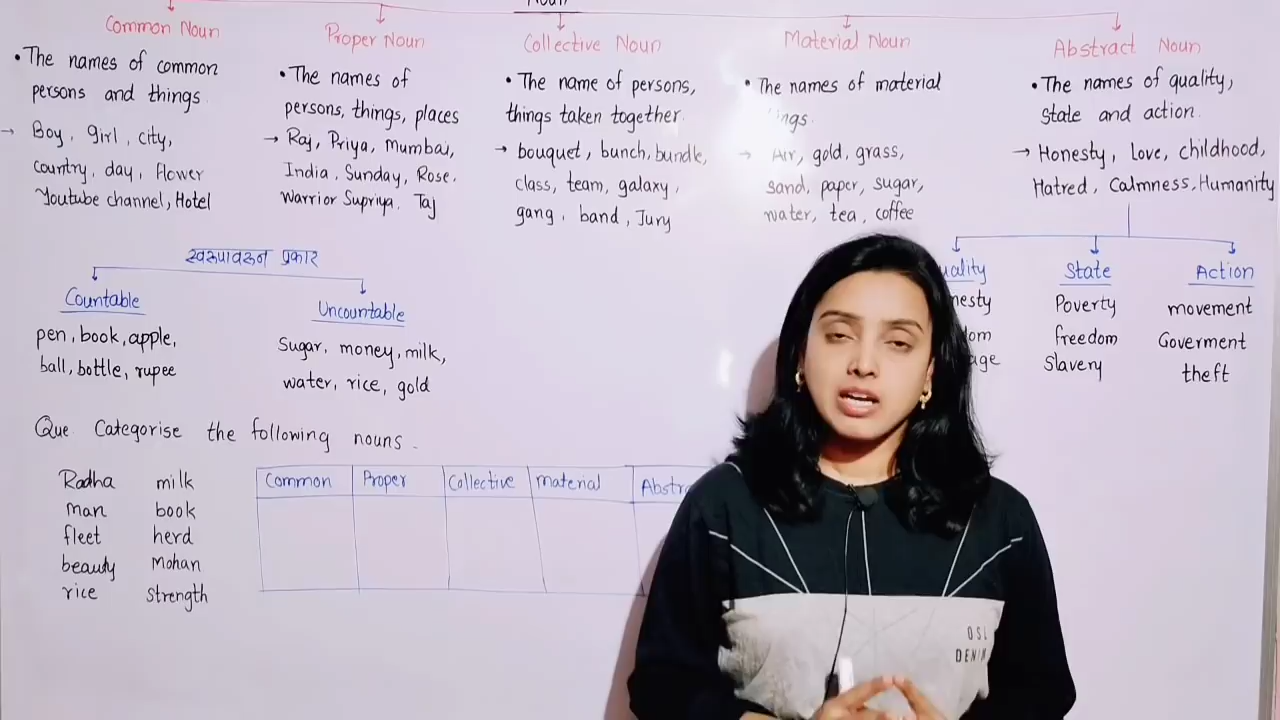 Noun
Common Noun
• The names of common
persons and things
→ Boy, girl, city,
country, day, Flower
Youtube channel, Hotel
Proper Noun
• The names of
persons, things, places
→ Raj, Priya, Mumbai,
India, Sunday, Rose.
Warrior Supriya. Taj
Collective Noun
• The name of persons,
things taken together.
→ bouquet, bunch, bundle,
class, team, galaxy,
gang, band, Jury
Material Noun
• The names of material
→ Air, gold, grass,
sand, paper, sugar,
water, tea, coffee
Abstract Noun
• The names of quality,
State and action.
→ Honesty, Love, childhood,
Hatred, Calmness, Humanity
State
Poverty
freedom
Slavery
Action
movement
Goverment
theft
प्रकार
Countable
pen, book, apple,
ball, bottle, rupee
Uncountable
Sugar, money, milk,
water, rice, gold
Que Categorise the following nouns.
Radha milk
man book
fleet herd
beauty Mohan
rice Strength
Common Proper Collective material
OSL